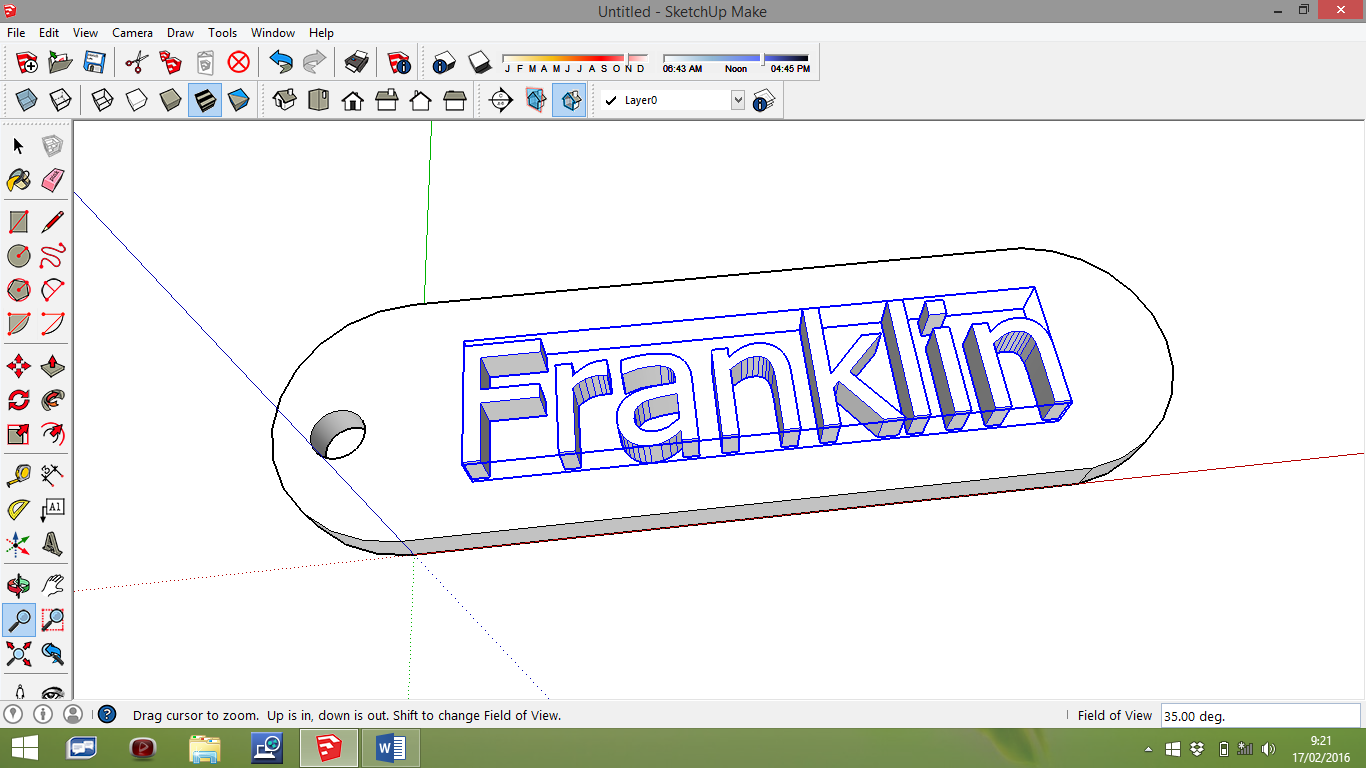 Untitled - SketchUp Make
File Edit View Camera Draw Tools Window Help
J F M A M J J A S O N D
06:43 AM Noon 04:45 PM
Layer0
Franklin
A1
Drag cursor to zoom. Up is in, down is out. Shift to change Field of View.
Field of View 35.00 deg.
9:21
17/02/2016